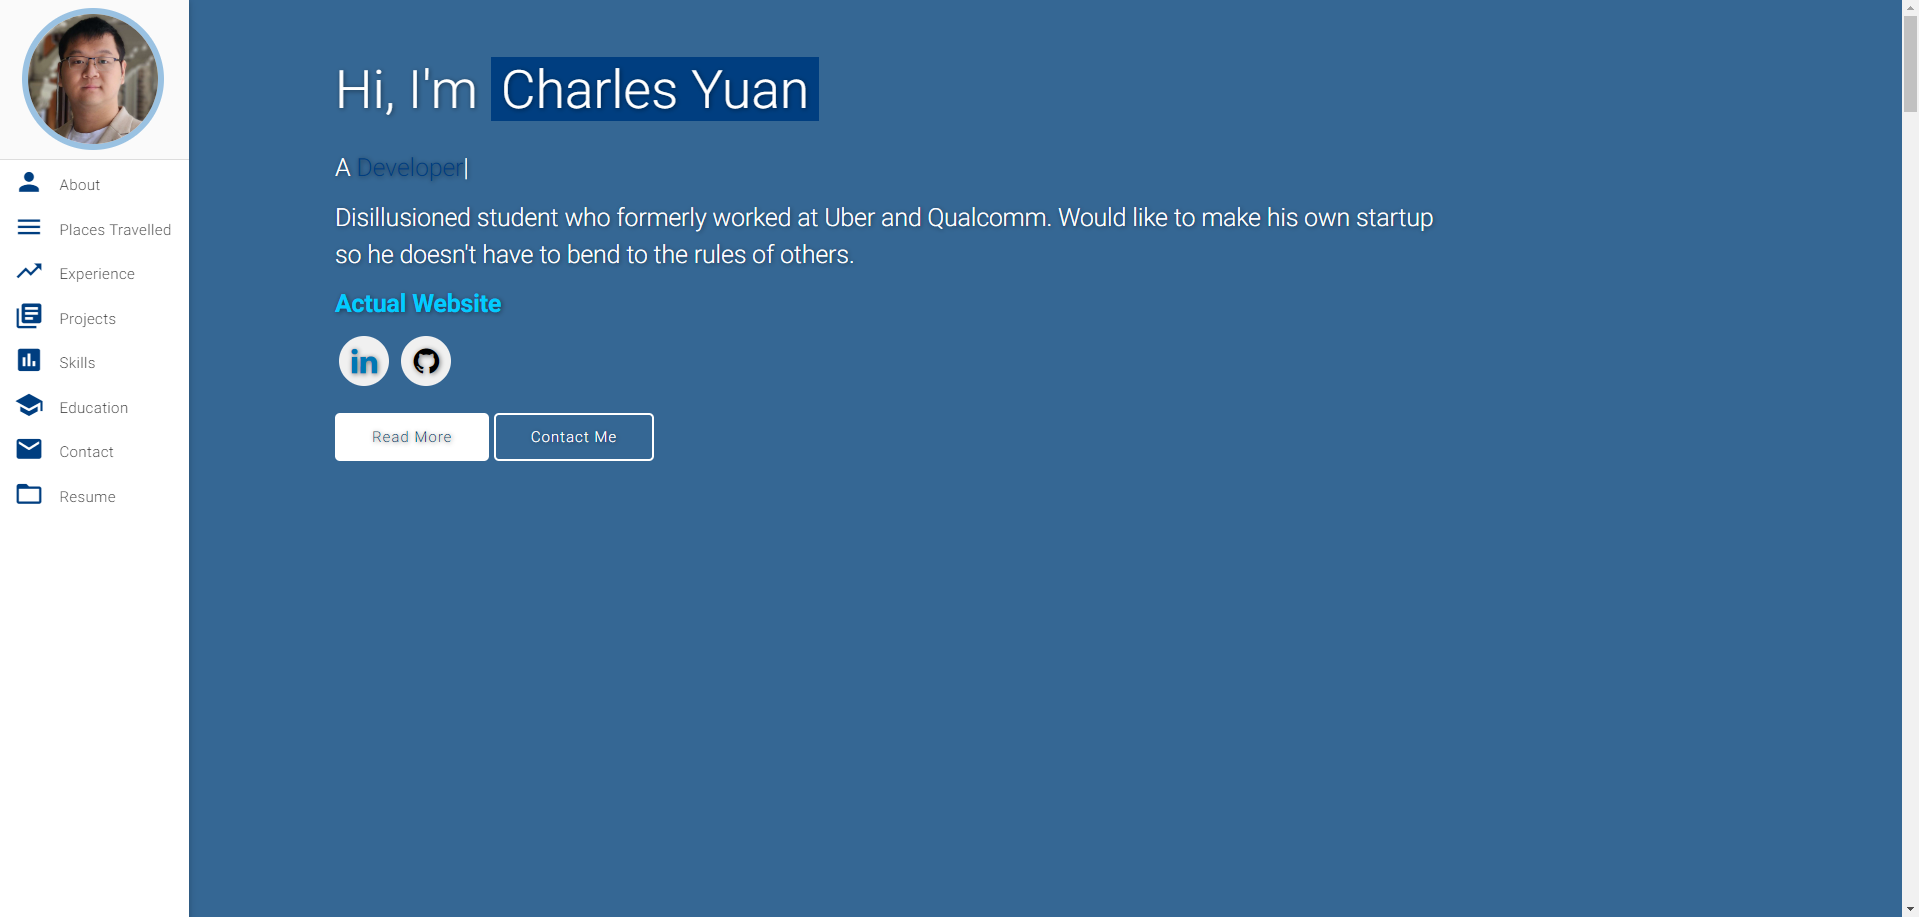 About
Places Travelled
Experience
Projects
Skills
Education
Contact
Resume
Hi, I'm Charles Yuan
A Developer|
Disillusioned student who formerly worked at Uber and Qualcomm. Would like to make his own startup
so he doesn't have to bend to the rules of others.
Actual Website
in
Read More
Contact Me